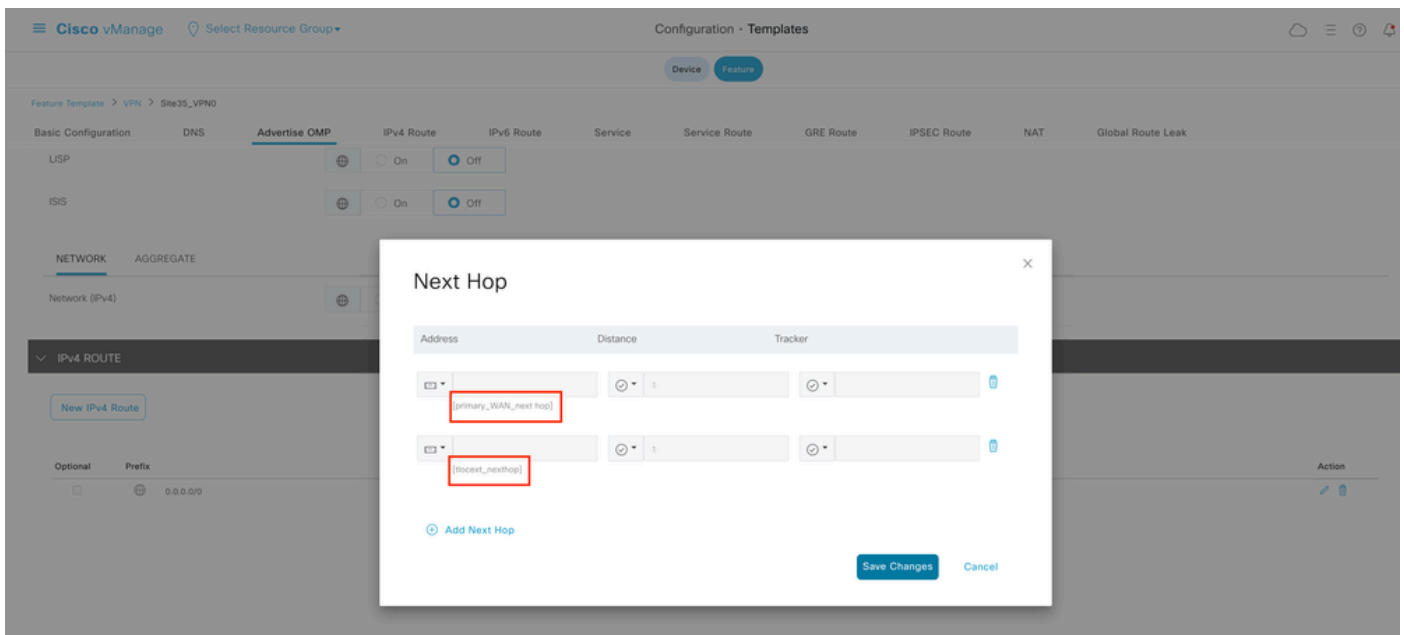 Cisco vManage Select Resource Group Configuration · Templates
Device Feature
Feature Template > VPN > Site35_VPN0
Basic Configuration DNS Advertise OMP IPv4 Route IPv6 Route Service Service Route GRE Route IPSEC Route NAT Global Route Leak
LISP On Off
ISIS On Off
NETWORK AGGREGATE
Network (IPv4)
Next Hop
Address Distance Tracker
1
[primary_WAN_next hop]
1
[tlocext_nexthop]
Add Next Hop
Save Changes Cancel
IPv4 ROUTE
New IPv4 Route
Optional Prefix Action
0.0.0.0/0